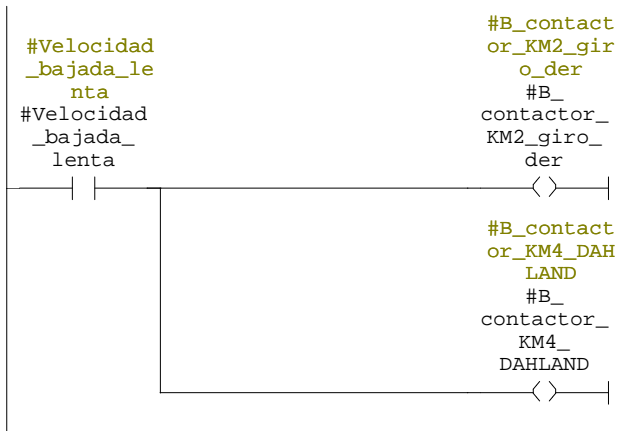 #Velocidad
_bajada_le
nta
#Velocidad
_bajada_
lenta
#B_contact
or_KM2_gir
o_der
#B_
contactor_
KM2_giro_
der
#B_contact
or_KM4_DAH
LAND
#B_
contactor_
KM4_
DAHLAND